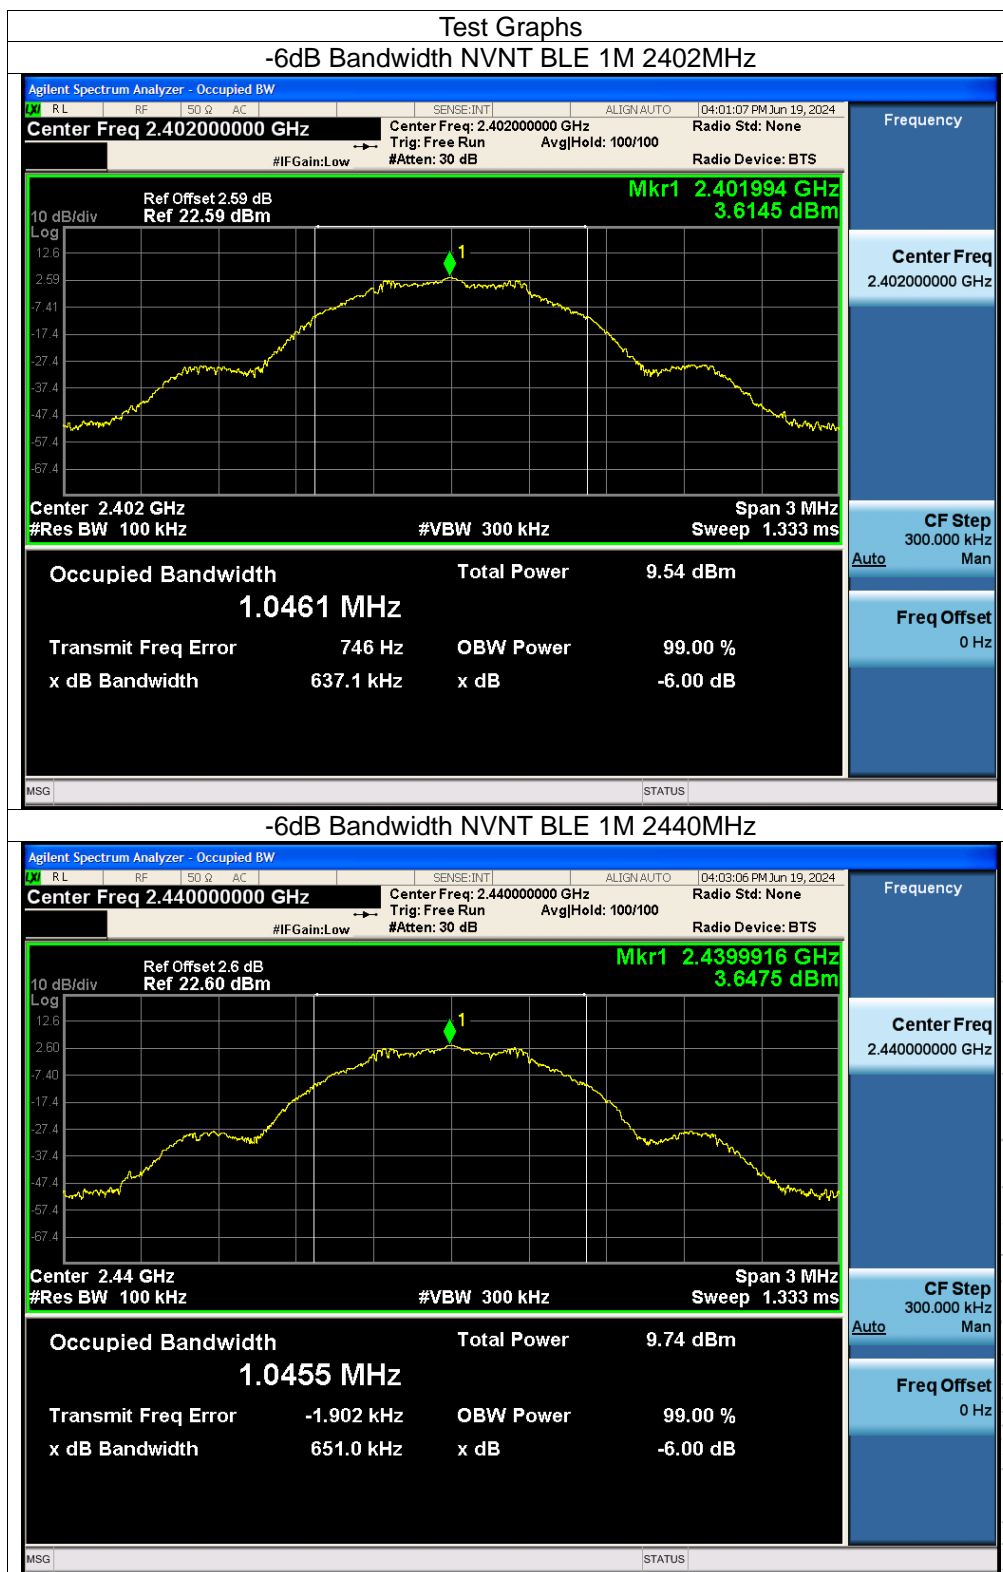 Test Graphs
-6dB Bandwidth NVNT BLE 1M 2402MHz
Agilent Spectrum Analyzer - Occupied BW
LXI RL RF 50 Ω AC SENSE:INT ALIGN AUTO 04:01:07 PM Jun 19, 2024
Center Freq 2.402000000 GHz Center Freq: 2.402000000 GHz Radio Std: None Frequency
Trig: Free Run Avg|Hold: 100/100
#IFGain:Low #Atten: 30 dB Radio Device: BTS
Mkr1 2.401994 GHz
Ref Offset 2.59 dB
10 dB/div Ref 22.59 dBm 3.6145 dBm
Log
12.6
1
2.59
-7.41
-17.4
-27.4
-37.4
-47.4
-57.4
-67.4
Center Freq
2.402000000 GHz
Center 2.402 GHz Span 3 MHz
#Res BW 100 kHz #VBW 300 kHz Sweep 1.333 ms
CF Step
300.000 kHz
Auto Man
Occupied Bandwidth Total Power 9.54 dBm
1.0461 MHz
Freq Offset
0 Hz
Transmit Freq Error 746 Hz OBW Power 99.00 %
x dB Bandwidth 637.1 kHz x dB -6.00 dB
MSG STATUS
-6dB Bandwidth NVNT BLE 1M 2440MHz
Agilent Spectrum Analyzer - Occupied BW
LXI RL RF 50 Ω AC SENSE:INT ALIGN AUTO 04:03:06 PM Jun 19, 2024
Center Freq 2.440000000 GHz Center Freq: 2.440000000 GHz Radio Std: None Frequency
Trig: Free Run Avg|Hold: 100/100
#IFGain:Low #Atten: 30 dB Radio Device: BTS
Mkr1 2.4399916 GHz
Ref Offset 2.6 dB
10 dB/div Ref 22.60 dBm 3.6475 dBm
Log
12.6
1
2.60
-7.40
-17.4
-27.4
-37.4
-47.4
-57.4
-67.4
Center Freq
2.440000000 GHz
Center 2.44 GHz Span 3 MHz
#Res BW 100 kHz #VBW 300 kHz Sweep 1.333 ms
CF Step
300.000 kHz
Auto Man
Occupied Bandwidth Total Power 9.74 dBm
1.0455 MHz
Freq Offset
0 Hz
Transmit Freq Error -1.902 kHz OBW Power 99.00 %
x dB Bandwidth 651.0 kHz x dB -6.00 dB
MSG STATUS